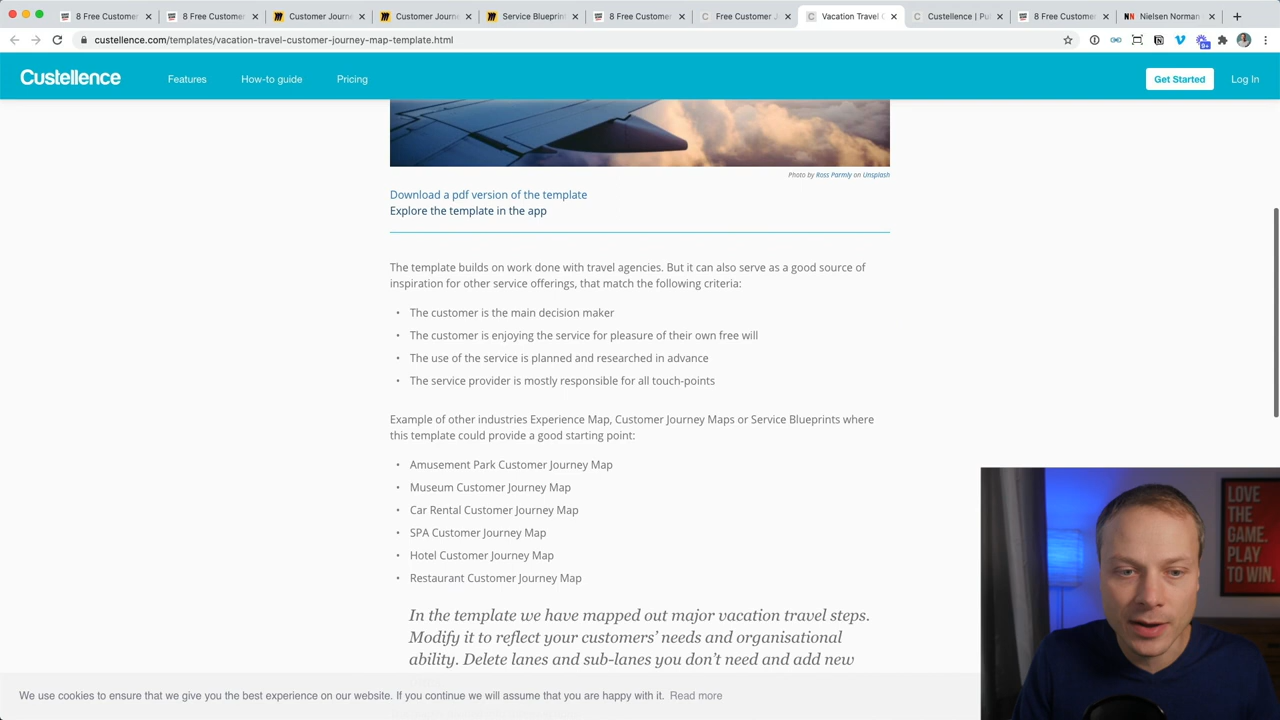 8 Free Customer
8 Free Customer
Customer Journe
Customer Journe
Service Blueprin
8 Free Customer
Free Customer J
Vacation Travel C
Custellence | Pu
8 Free Custome
Nielsen Norman
custellence.com/templates/vacation-travel-customer-journey-map-template.html
9+
Custellence
Features
How-to guide
Pricing
Get Started
Log In
Photo by Ross Parmly on Unsplash
Download a pdf version of the template
Explore the template in the app
The template builds on work done with travel agencies. But it can also serve as a good source of
inspiration for other service offerings, that match the following criteria:
• The customer is the main decision maker
• The customer is enjoying the service for pleasure of their own free will
• The use of the service is planned and researched in advance
• The service provider is mostly responsible for all touch-points
Example of other industries Experience Map, Customer Journey Maps or Service Blueprints where
this template could provide a good starting point:
• Amusement Park Customer Journey Map
• Museum Customer Journey Map
• Car Rental Customer Journey Map
• SPA Customer Journey Map
• Hotel Customer Journey Map
• Restaurant Customer Journey Map
In the template we have mapped out major vacation travel steps.
Modify it to reflect your customers’ needs and organisational
ability. Delete lanes and sub-lanes you don’t need and add new
We use cookies to ensure that we give you the best experience on our website. If you continue we will assume that you are happy with it. Read more
LOVE
THE
GAME.
PLAY
TO WIN.